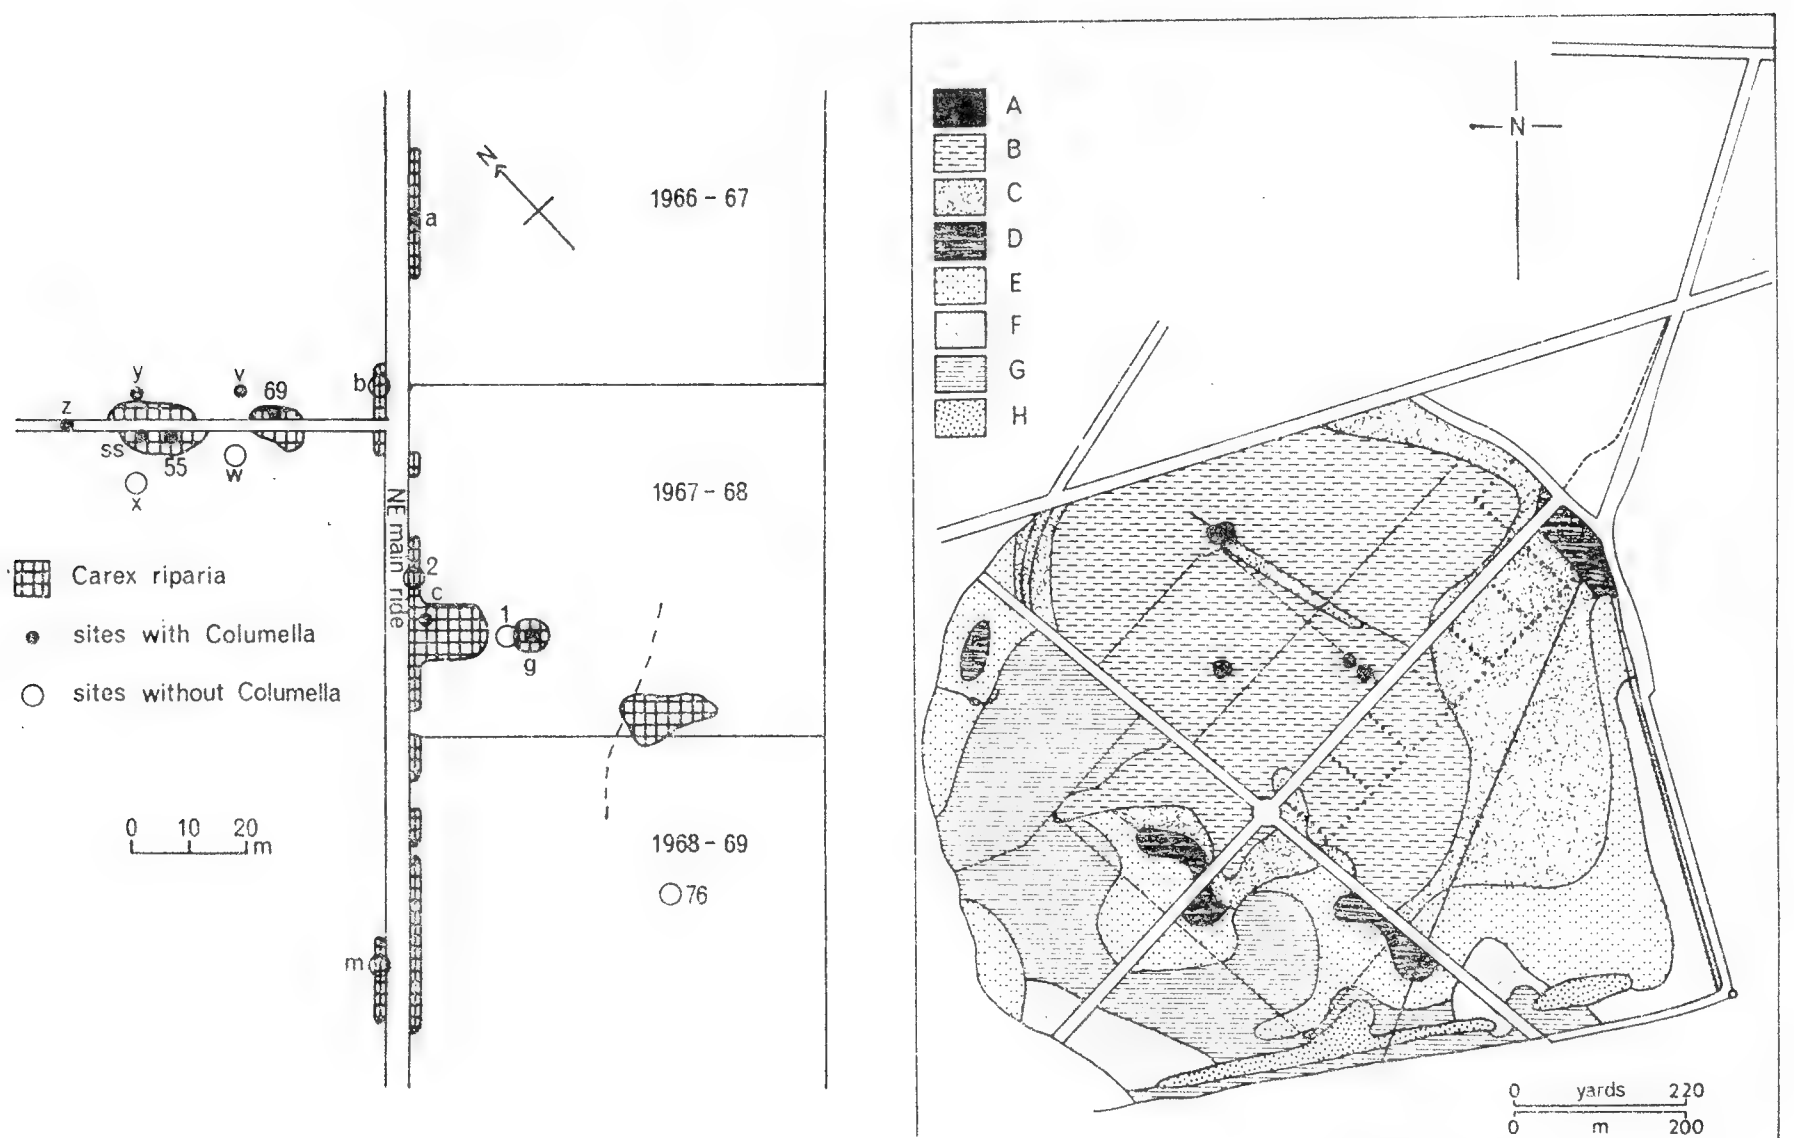 N
1966 - 67
a
b
y
v
69
z
ss
55
w
x
1967 - 68
NE main ride
2
c
1
g
Carex riparia
sites with Columella
sites without Columella
0 10 20
m
1968 - 69
76
m
A
B
C
D
E
F
G
H
N
0 yards 220
0 m 200